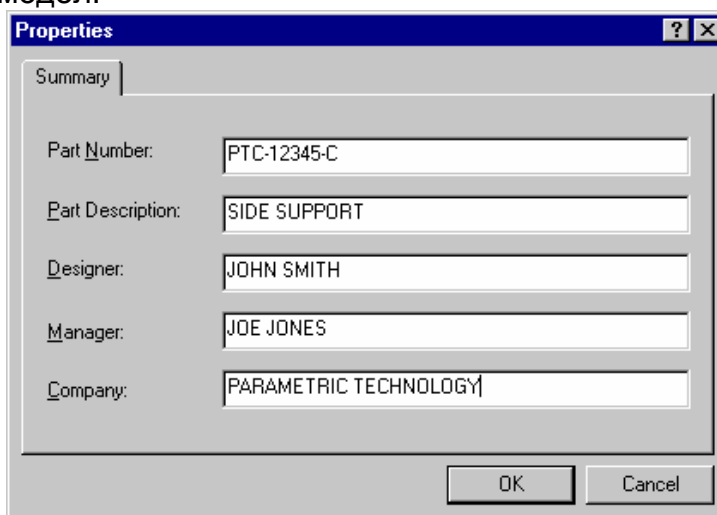 модел.
Properties
Summary
Part Number: PTC-12345-C
Part Description: SIDE SUPPORT
Designer: JOHN SMITH
Manager: JOE JONES
Company: PARAMETRIC TECHNOLOGY
OK Cancel